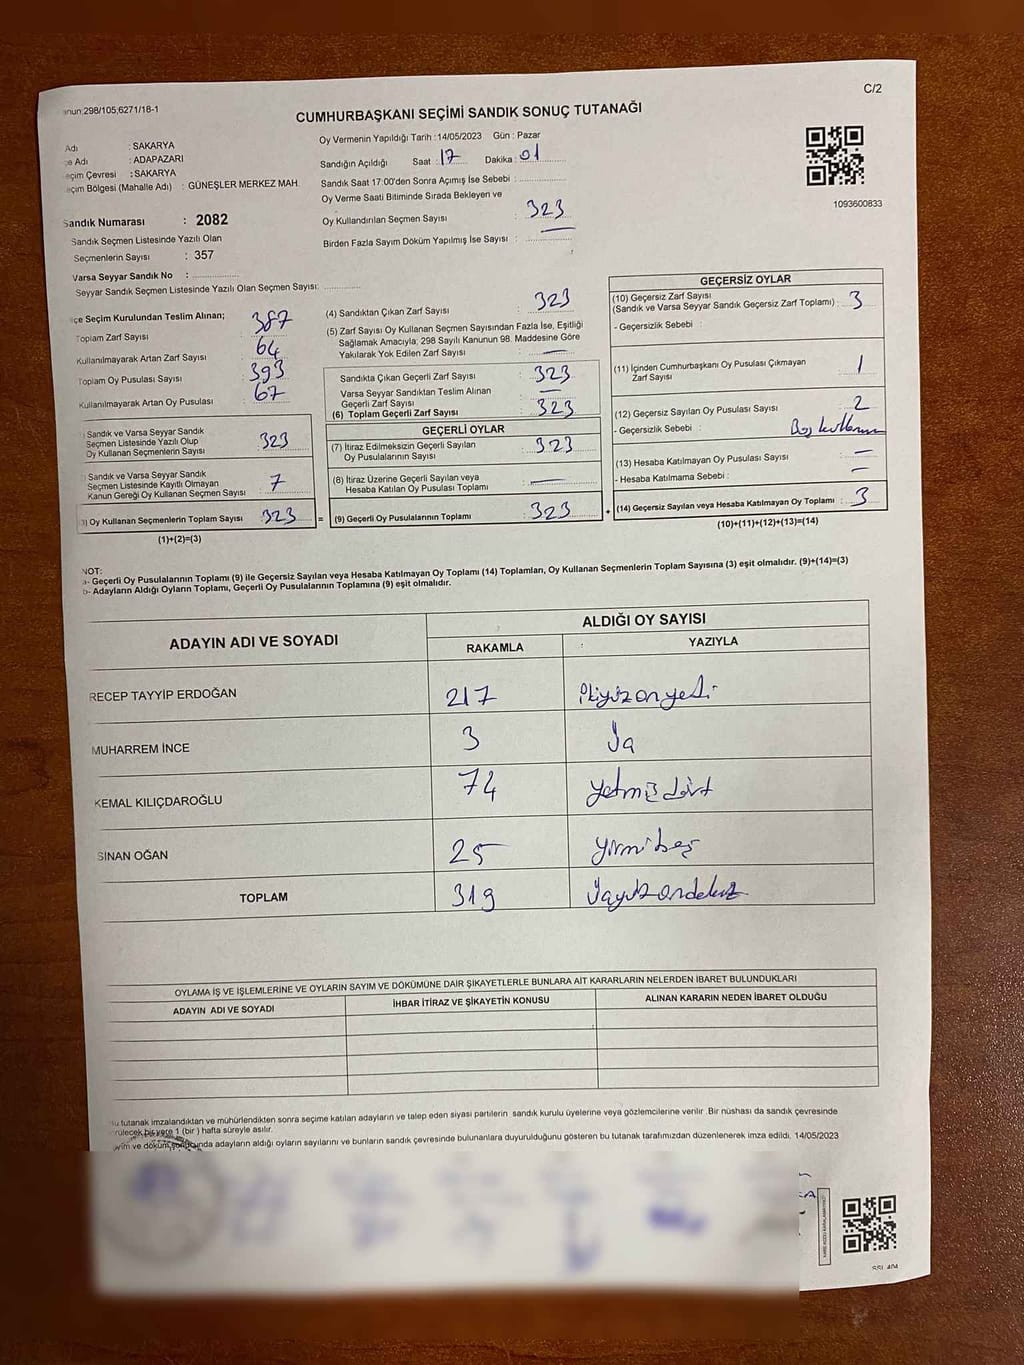 C/2
anun:298/105;6271/18-1
CUMHURBAŞKANI SEÇİMİ SANDIK SONUÇ TUTANAĞI
Adı : SAKARYA
çe Adı : ADAPAZARI
eçim Çevresi : SAKARYA
eçim Bölgesi (Mahalle Adı) : GÜNEŞLER MERKEZ MAH.
Oy Vermenin Yapıldığı Tarih :14/05/2023 Gün : Pazar
Sandığın Açıldığı Saat : 17 Dakika : 01
Sandık Saat 17:00'den Sonra Açımış İse Sebebi :
Oy Verme Saati Bitiminde Sırada Bekleyen ve
Oy Kullandırılan Seçmen Sayısı : 323
Birden Fazla Sayım Döküm Yapılmış İse Sayısı :
1093600833
Sandık Numarası : 2082
Sandık Seçmen Listesinde Yazılı Olan
Seçmenlerin Sayısı : 357
Varsa Seyyar Sandık No :
Seyyar Sandık Seçmen Listesinde Yazılı Olan Seçmen Sayısı:
çe Seçim Kurulundan Teslim Alınan;
Toplam Zarf Sayısı : 387
Kullanılmayarak Artan Zarf Sayısı : 64
Toplam Oy Pusulası Sayısı : 393
Kullanılmayarak Artan Oy Pusulası : 67
) Sandık ve Varsa Seyyar Sandık
Seçmen Listesinde Yazılı Olup
Oy Kullanan Seçmenlerin Sayısı : 323
) Sandık ve Varsa Seyyar Sandık
Seçmen Listesinde Kayıtlı Olmayan
Kanun Gereği Oy Kullanan Seçmen Sayısı : 7
) Oy Kullanan Seçmenlerin Toplam Sayısı : 323 =
(1)+(2)=(3)
(4) Sandıktan Çıkan Zarf Sayısı : 323
(5) Zarf Sayısı Oy Kullanan Seçmen Sayısından Fazla İse, Eşitliği
Sağlamak Amacıyla; 298 Sayılı Kanunun 98. Maddesine Göre
Yakılarak Yok Edilen Zarf Sayısı : —
Sandıkta Çıkan Geçerli Zarf Sayısı : 323
Varsa Seyyar Sandıktan Teslim Alınan
Geçerli Zarf Sayısı : —
(6) Toplam Geçerli Zarf Sayısı : 323
GEÇERLİ OYLAR
(7) İtiraz Edilmeksizin Geçerli Sayılan
Oy Pusulalarının Sayısı : 323
(8) İtiraz Üzerine Geçerli Sayılan veya
Hesaba Katılan Oy Pusulası Toplamı : —
(9) Geçerli Oy Pusulalarının Toplamı : 323 +
GEÇERSİZ OYLAR
(10) Geçersiz Zarf Sayısı
(Sandık ve Varsa Seyyar Sandık Geçersiz Zarf Toplamı) : 3
- Geçersizlik Sebebi :
(11) İçinden Cumhurbaşkanı Oy Pusulası Çıkmayan
Zarf Sayısı : 1
(12) Geçersiz Sayılan Oy Pusulası Sayısı : 2
- Geçersizlik Sebebi : Boş
(13) Hesaba Katılmayan Oy Pusulası Sayısı : —
- Hesaba Katılmama Sebebi : —
(14) Geçersiz Sayılan veya Hesaba Katılmayan Oy Toplamı : 3
(10)+(11)+(12)+(13)=(14)
NOT:
a- Geçerli Oy Pusulalarının Toplamı (9) ile Geçersiz Sayılan veya Hesaba Katılmayan Oy Toplamı (14) Toplamları, Oy Kullanan Seçmenlerin Toplam Sayısına (3) eşit olmalıdır. (9)+(14)=(3)
b- Adayların Aldığı Oyların Toplamı, Geçerli Oy Pusulalarının Toplamına (9) eşit olmalıdır.
ADAYIN ADI VE SOYADI
ALDIĞI OY SAYISI
RAKAMLA YAZIYLA
RECEP TAYYİP ERDOĞAN 217 ikiyüzonyedi
MUHARREM İNCE 3 üç
KEMAL KILIÇDAROĞLU 74 yetmiş dört
SİNAN OĞAN 25 yirmibeş
TOPLAM 319 üçyüzondokuz
OYLAMA İŞ VE İŞLEMLERİNE VE OYLARIN SAYIM VE DÖKÜMÜNE DAİR ŞİKAYETLERLE BUNLARA AİT KARARLARIN NELERDEN İBARET BULUNDUKLARI
ADAYIN ADI VE SOYADI İHBAR İTİRAZ VE ŞİKAYETİN KONUSU ALINAN KARARIN NEDEN İBARET OLDUĞU
u tutanak imzalandıktan ve mühürlendikten sonra seçime katılan adayların ve talep eden siyasi partilerin sandık kurulu üyelerine veya gözlemcilerine verilir .Bir nüshası da sandık çevresinde
rülecek bir yere 1 (bir ) hafta süreyle asılır.
yım ve döküm sonucunda adayların aldığı oyların sayılarını ve bunların sandık çevresinde bulunanlara duyurulduğunu gösteren bu tutanak tarafımızdan düzenlenerek imza edildi. 14/05/2023